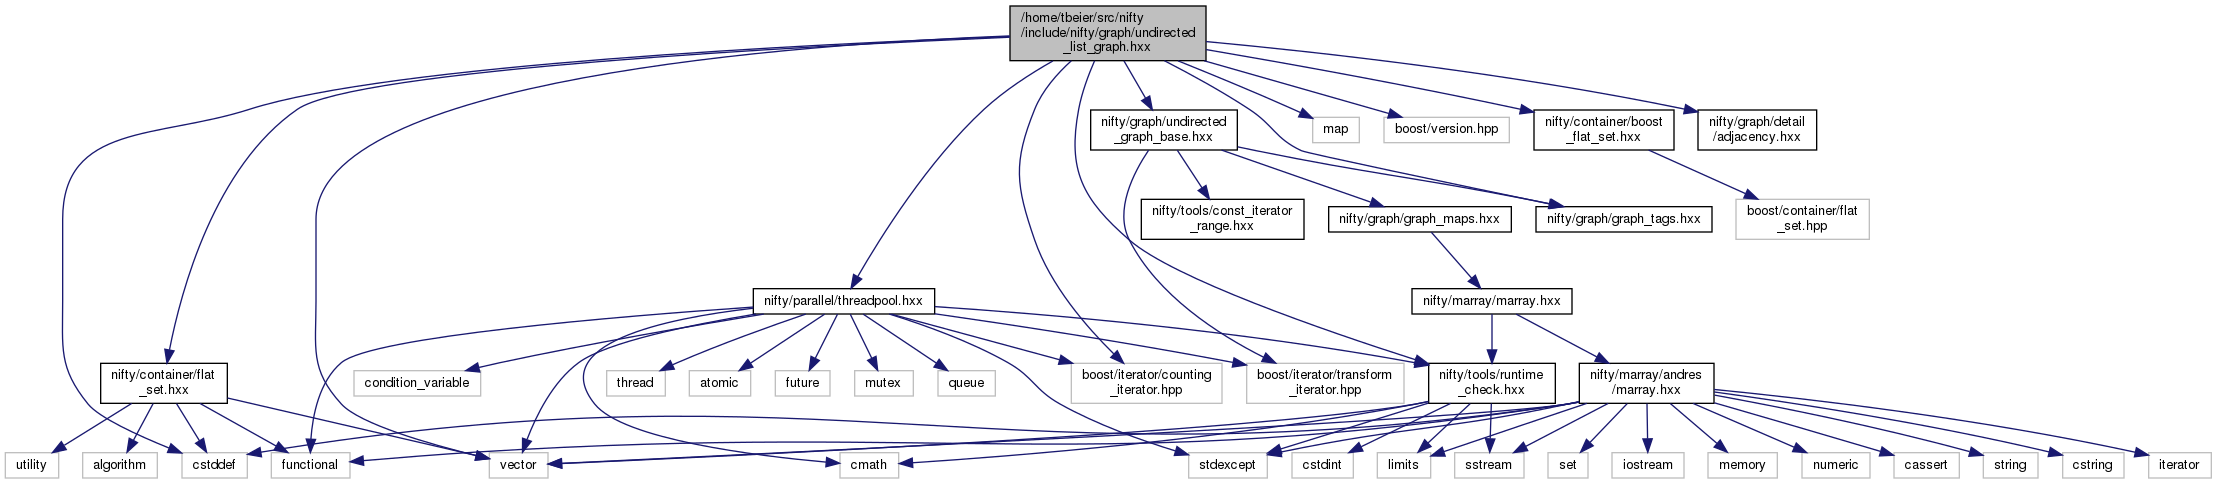 /home/tbeier/src/nifty
/include/nifty/graph/undirected
_list_graph.hxx
nifty/graph/undirected
_graph_base.hxx
map
boost/version.hpp
nifty/container/boost
_flat_set.hxx
nifty/graph/detail
/adjacency.hxx
nifty/tools/const_iterator
_range.hxx
nifty/graph/graph_maps.hxx
nifty/graph/graph_tags.hxx
boost/container/flat
_set.hpp
nifty/parallel/threadpool.hxx
nifty/marray/marray.hxx
nifty/container/flat
_set.hxx
condition_variable
thread
atomic
future
mutex
queue
boost/iterator/counting
_iterator.hpp
boost/iterator/transform
_iterator.hpp
nifty/tools/runtime
_check.hxx
nifty/marray/andres
/marray.hxx
utility
algorithm
cstddef
functional
vector
cmath
stdexcept
cstdint
limits
sstream
set
iostream
memory
numeric
cassert
string
cstring
iterator